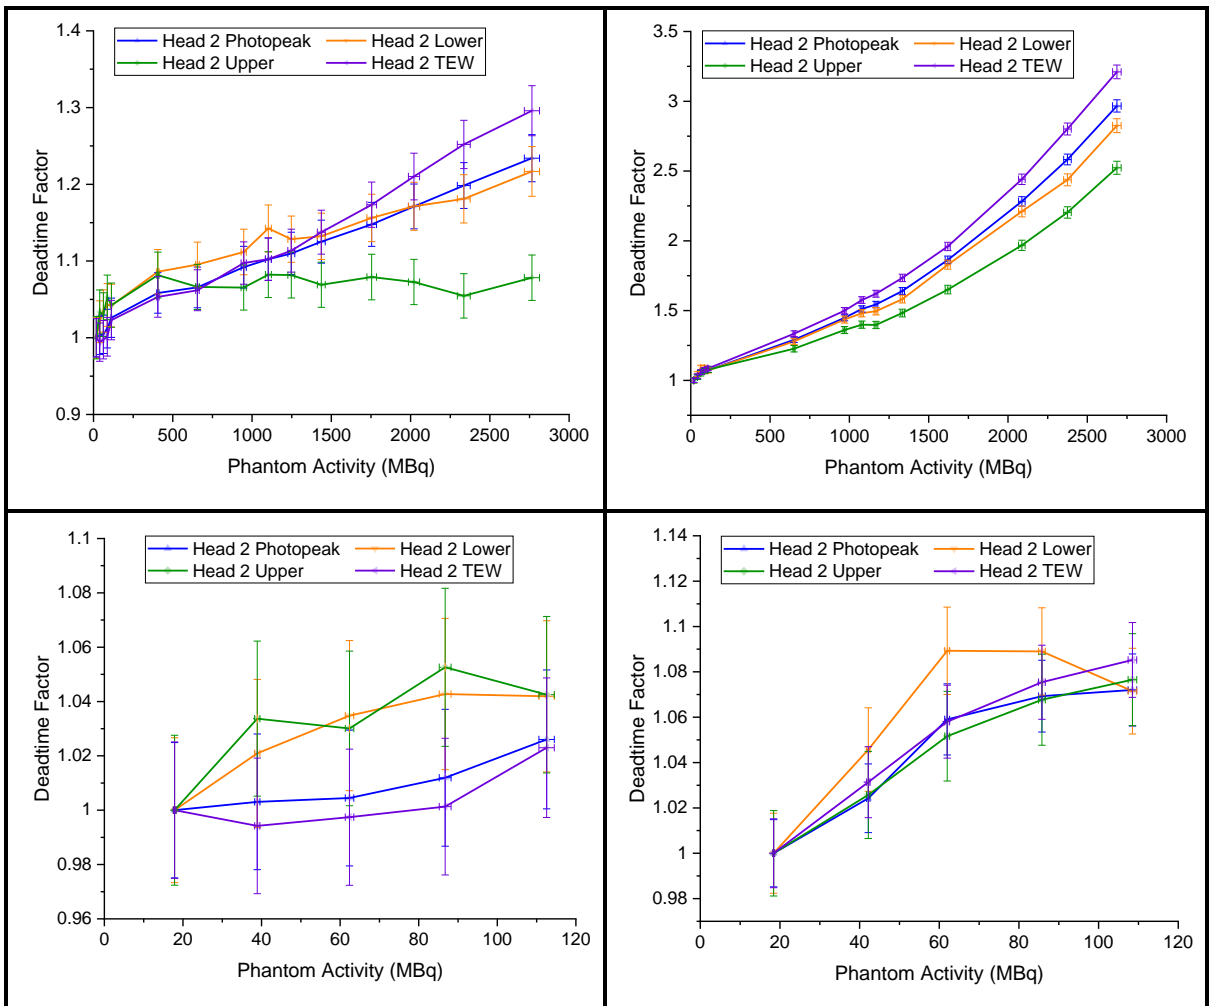 Head 2 Photopeak Head 2 Lower
Head 2 Upper Head 2 TEW
1.4
1.3
1.2
1.1
1
0.9
Deadtime Factor
0 500 1000 1500 2000 2500 3000
Phantom Activity (MBq)
Head 2 Photopeak Head 2 Lower
Head 2 Upper Head 2 TEW
3.5
3
2.5
2
1.5
1
Deadtime Factor
0 500 1000 1500 2000 2500 3000
Phantom Activity (MBq)
Head 2 Photopeak Head 2 Lower
Head 2 Upper Head 2 TEW
1.1
1.08
1.06
1.04
1.02
1
0.98
0.96
Deadtime Factor
0 20 40 60 80 100 120
Phantom Activity (MBq)
Head 2 Photopeak Head 2 Lower
Head 2 Upper Head 2 TEW
1.14
1.12
1.1
1.08
1.06
1.04
1.02
1
0.98
Deadtime Factor
0 20 40 60 80 100 120
Phantom Activity (MBq)